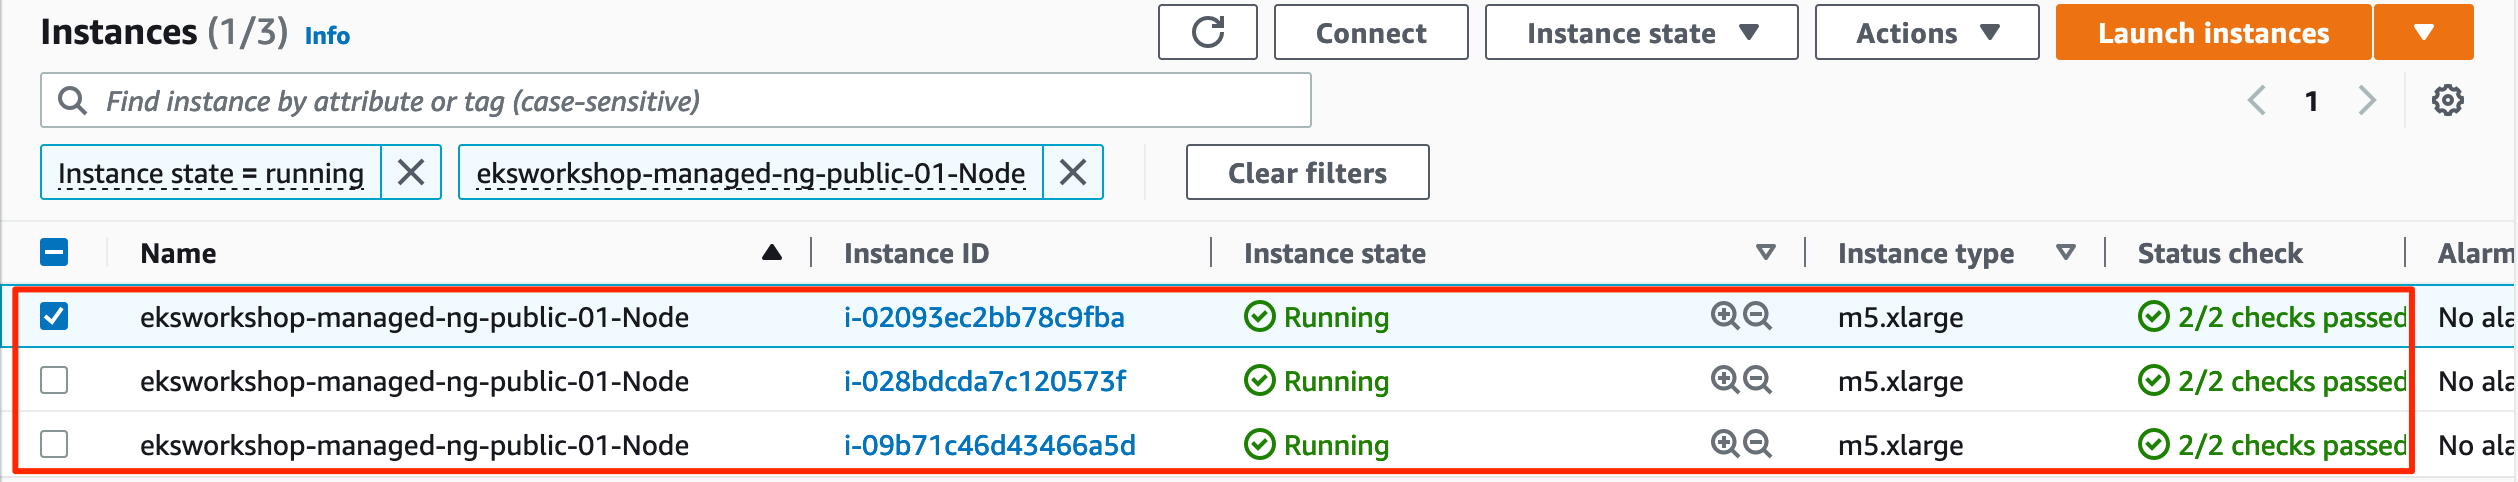 Instances (1/3) Info Connect Instance state Actions Launch instances
Find instance by attribute or tag (case-sensitive) 1
Instance state = running eksworkshop-managed-ng-public-01-Node Clear filters
Name Instance ID Instance state Instance type Status check Alarm
eksworkshop-managed-ng-public-01-Node i-02093ec2bb78c9fba Running m5.xlarge 2/2 checks passed No ala
eksworkshop-managed-ng-public-01-Node i-028bdcda7c120573f Running m5.xlarge 2/2 checks passed No ala
eksworkshop-managed-ng-public-01-Node i-09b71c46d43466a5d Running m5.xlarge 2/2 checks passed No ala